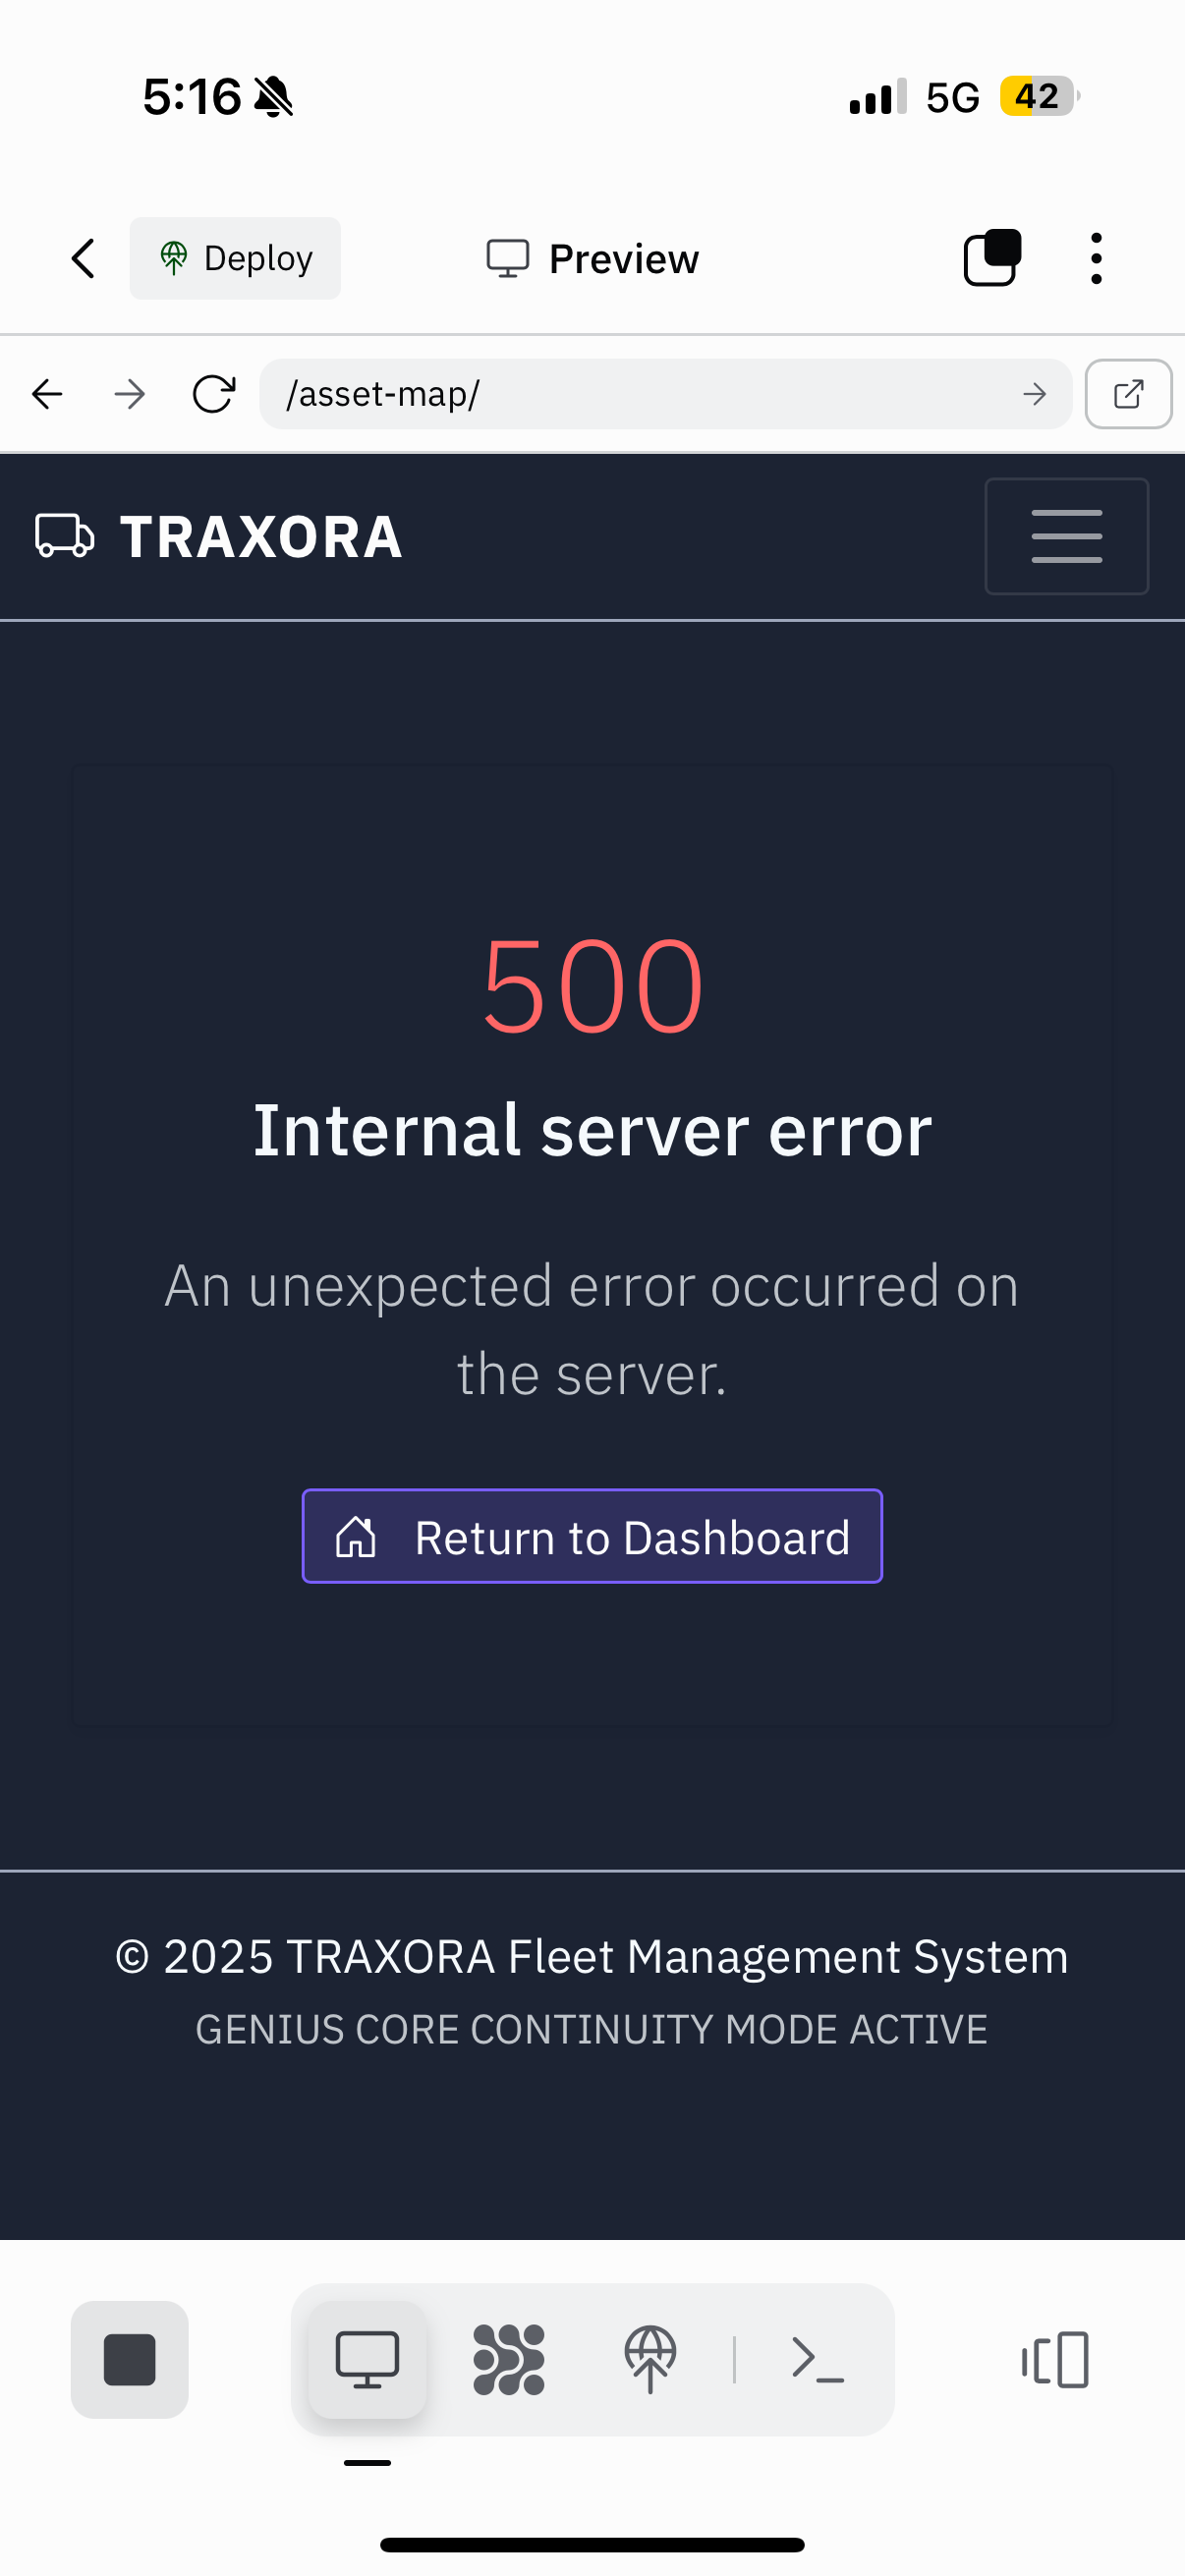 5:16
5G
42
Deploy
Preview
/asset-map/
TRAXORA
500
Internal server error
An unexpected error occurred on
the server.
Return to Dashboard
© 2025 TRAXORA Fleet Management System
GENIUS CORE CONTINUITY MODE ACTIVE